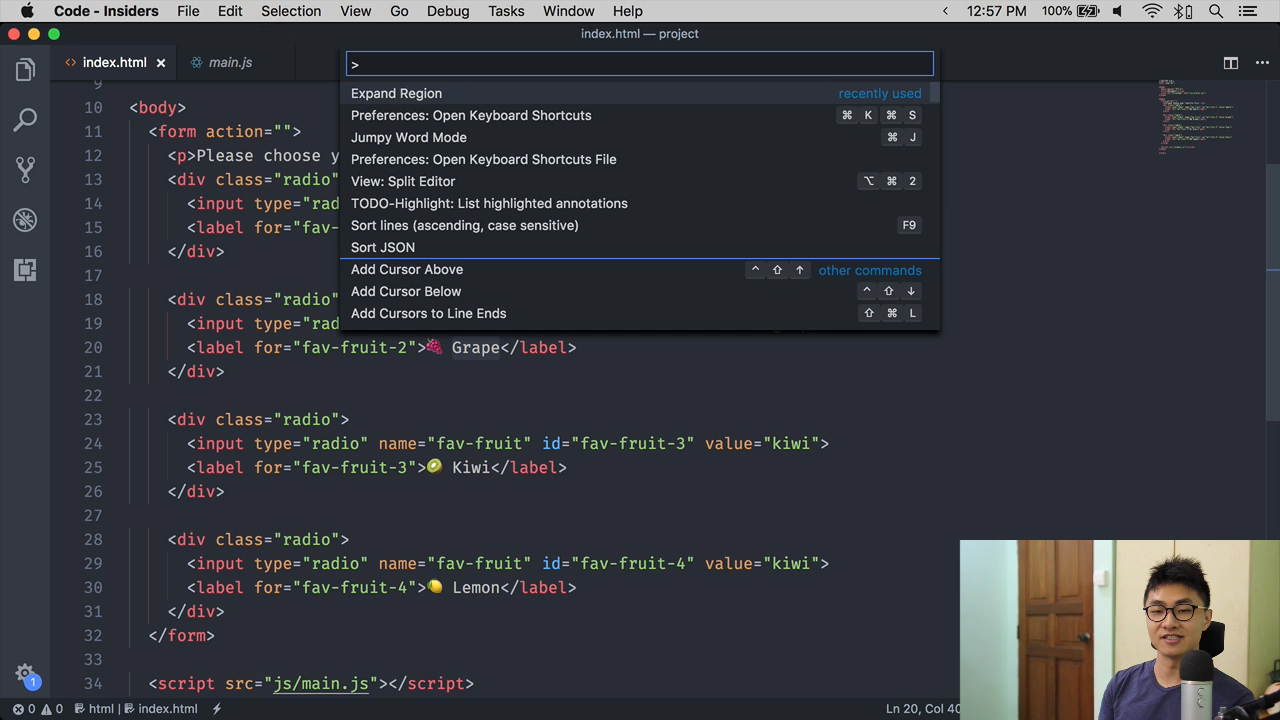 Code - Insiders File Edit Selection View Go Debug Tasks Window Help 12:57 PM 100%
index.html — project
<> index.html × main.js
>
Expand Region recently used
Preferences: Open Keyboard Shortcuts ⌘ K ⌘ S
Jumpy Word Mode ⌘ J
Preferences: Open Keyboard Shortcuts File
View: Split Editor ⌥ ⌘ 2
TODO-Highlight: List highlighted annotations
Sort lines (ascending, case sensitive) F9
Sort JSON
Add Cursor Above ^ ⇧ ↑ other commands
Add Cursor Below ^ ⇧ ↓
Add Cursors to Line Ends ⇧ ⌘ L
9
10 <body>
11 <form action="">
12 <p>Please choose y
13 <div class="radio"
14 <input type="rad
15 <label for="fav-
16 </div>
17
18 <div class="radio"
19 <input type="rad
20 <label for="fav-fruit-2">🍇 Grape</label>
21 </div>
22
23 <div class="radio">
24 <input type="radio" name="fav-fruit" id="fav-fruit-3" value="kiwi">
25 <label for="fav-fruit-3">🥝 Kiwi</label>
26 </div>
27
28 <div class="radio">
29 <input type="radio" name="fav-fruit" id="fav-fruit-4" value="kiwi">
30 <label for="fav-fruit-4">🍋 Lemon</label>
31 </div>
32 </form>
33
34 <script src="js/main.js"></script>
1
0 0 html | index.html Ln 20, Col 40